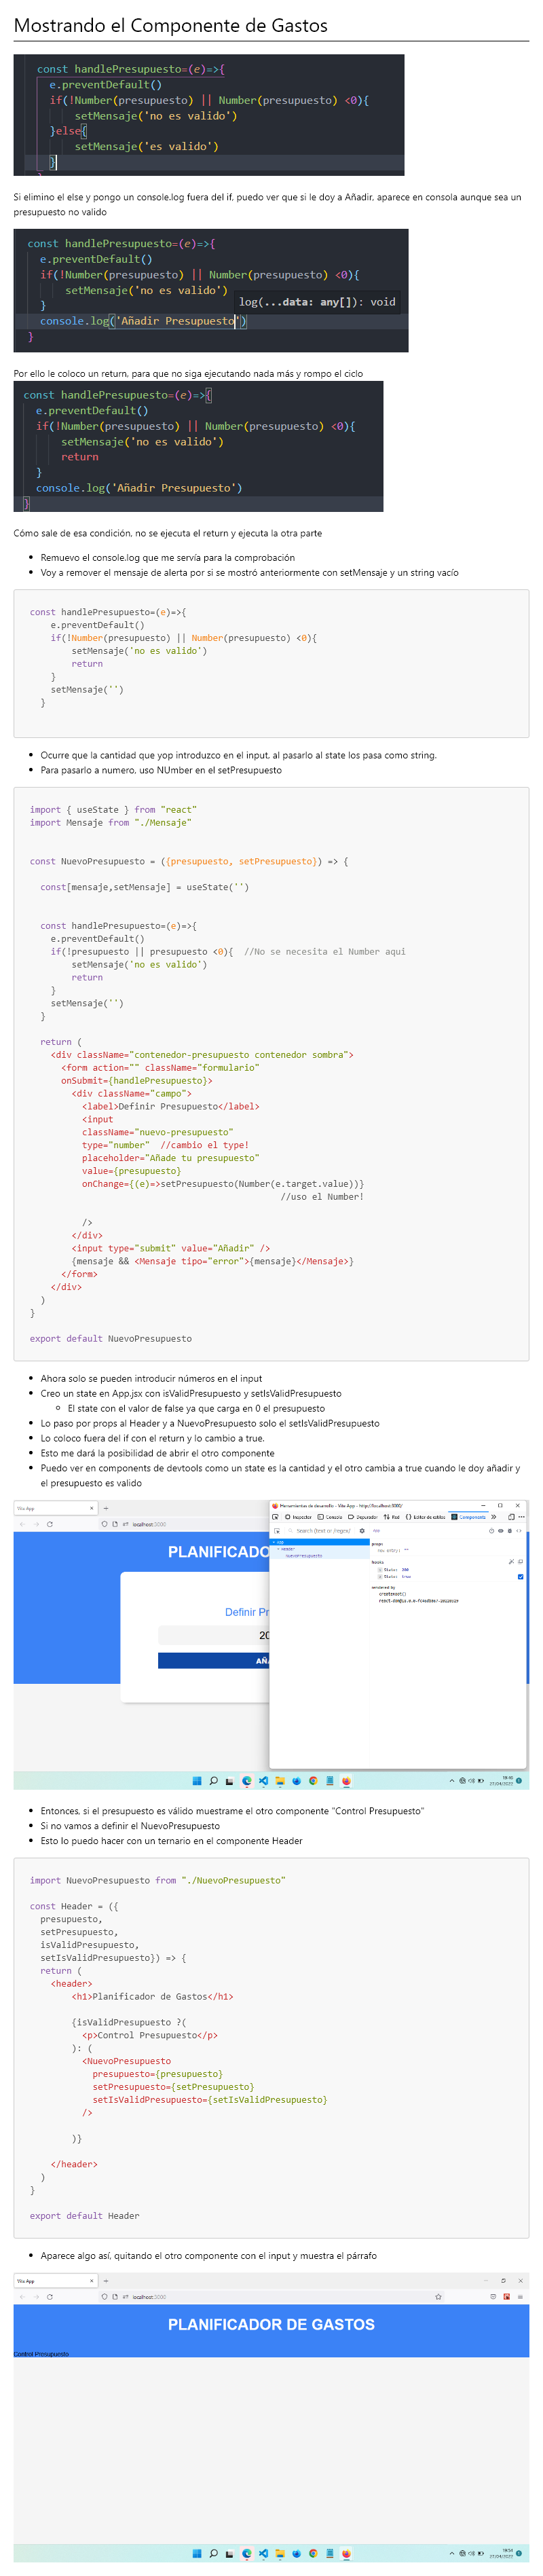 Mostrando el Componente de Gastos
const handlePresupuesto=(e)=>{
e.preventDefault()
if(!Number(presupuesto) || Number(presupuesto) <0){
setMensaje('no es valido')
}else{
setMensaje('es valido')
}
Si elimino el else y pongo un console.log fuera del if, puedo ver que si le doy a Añadir, aparece en consola aunque sea un
presupuesto no valido
const handlePresupuesto=(e)=>{
e.preventDefault()
if(!Number(presupuesto) || Number(presupuesto) <0){
setMensaje('no es valido')
log(...data: any[]): void
}
console.log('Añadir Presupuesto')
}
Por ello le coloco un return, para que no siga ejecutando nada más y rompo el ciclo
const handlePresupuesto=(e)=>{
e.preventDefault()
if(!Number(presupuesto) || Number(presupuesto) <0){
setMensaje('no es valido')
return
}
console.log('Añadir Presupuesto')
}
Cómo sale de esa condición, no se ejecuta el return y ejecuta la otra parte
• Remuevo el console.log que me servía para la comprobación
• Voy a remover el mensaje de alerta por si se mostró anteriormente con setMensaje y un string vacío
const handlePresupuesto=(e)=>{
e.preventDefault()
if(!Number(presupuesto) || Number(presupuesto) <0){
setMensaje('no es valido')
return
}
setMensaje('')
}
• Ocurre que la cantidad que yop introduzco en el input, al pasarlo al state los pasa como string.
• Para pasarlo a numero, uso NUmber en el setPresupuesto
import { useState } from "react"
import Mensaje from "./Mensaje"
const NuevoPresupuesto = ({presupuesto, setPresupuesto}) => {
const[mensaje,setMensaje] = useState('')
const handlePresupuesto=(e)=>{
e.preventDefault()
if(!presupuesto || presupuesto <0){  //No se necesita el Number aqui
setMensaje('no es valido')
return
}
setMensaje('')
}
return (
<div className="contenedor-presupuesto contenedor sombra">
<form action="" className="formulario"
onSubmit={handlePresupuesto}>
<div className="campo">
<label>Definir Presupuesto</label>
<input
className="nuevo-presupuesto"
type="number"  //cambio el type!
placeholder="Añade tu presupuesto"
value={presupuesto}
onChange={(e)=>setPresupuesto(Number(e.target.value))}
//uso el Number!
/>
</div>
<input type="submit" value="Añadir" />
{mensaje && <Mensaje tipo="error">{mensaje}</Mensaje>}
</form>
</div>
)
}
export default NuevoPresupuesto
• Ahora solo se pueden introducir números en el input
• Creo un state en App.jsx con isValidPresupuesto y setIsValidPresupuesto
○ El state con el valor de false ya que carga en 0 el presupuesto
• Lo paso por props al Header y a NuevoPresupuesto solo el setIsValidPresupuesto
• Lo coloco fuera del if con el return y lo cambio a true.
• Esto me dará la posibilidad de abrir el otro componente
• Puedo ver en components de devtools como un state es la cantidad y el otro cambia a true cuando le doy añadir y
el presupuesto es valido
Vite App
localhost:3000
Herramientas de desarrollo - Vite App - http://localhost:3000/
Inspector
Consola
Depurador
Red
Editor de estilos
Components
PLANIFICADO
Definir Pr
20
AÑ
App
Header
NuevoPresupuesto
props
new entry: ""
hooks
State: 200
State: true
rendered by
createRoot()
18:46
27/04/2022
• Entonces, si el presupuesto es válido muestrame el otro componente "Control Presupuesto"
• Si no vamos a definir el NuevoPresupuesto
• Esto lo puedo hacer con un ternario en el componente Header
import NuevoPresupuesto from "./NuevoPresupuesto"
const Header = ({
presupuesto,
setPresupuesto,
isValidPresupuesto,
setIsValidPresupuesto}) => {
return (
<header>
<h1>Planificador de Gastos</h1>
{isValidPresupuesto ?(
<p>Control Presupuesto</p>
): (
<NuevoPresupuesto
presupuesto={presupuesto}
setPresupuesto={setPresupuesto}
setIsValidPresupuesto={setIsValidPresupuesto}
/>
)}
</header>
)
}
export default Header
• Aparece algo así, quitando el otro componente con el input y muestra el párrafo
Vite App
localhost:3000
PLANIFICADOR DE GASTOS
Control Presupuesto
27/04/2022